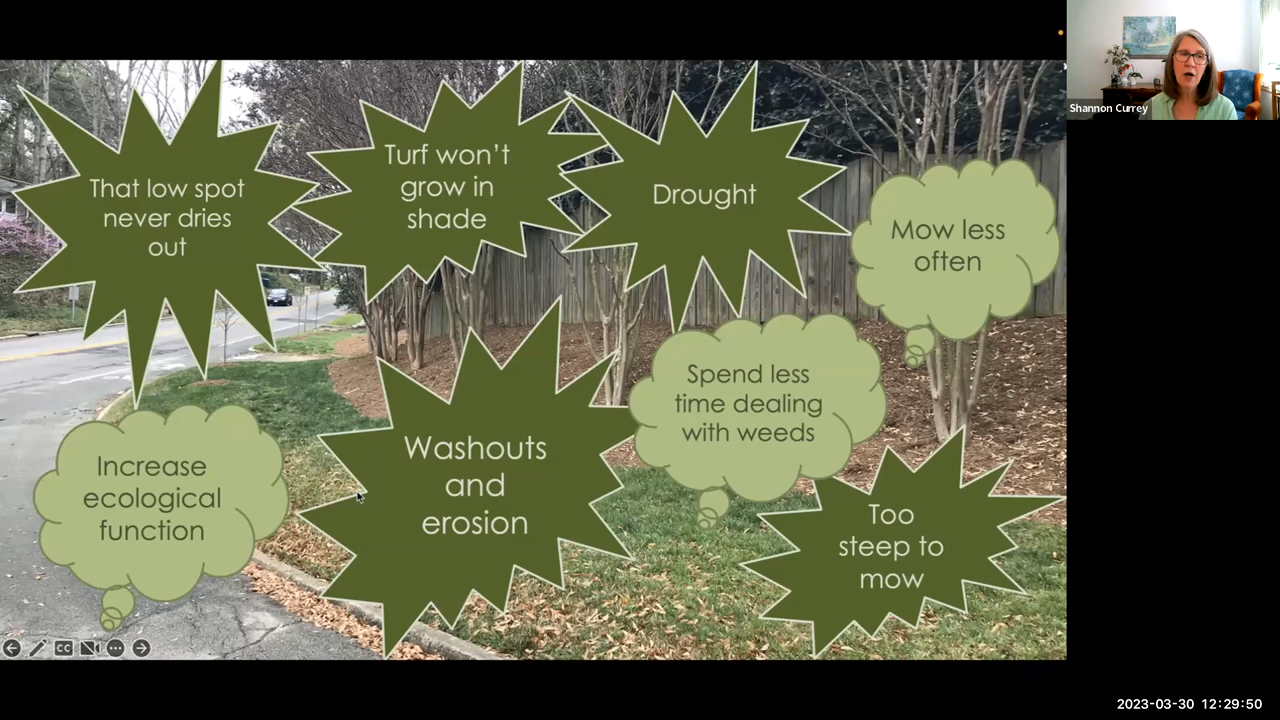 Shannon Currey
That low spot
never dries
out
Turf won't
grow in
shade
Drought
Mow less
often
Spend less
time dealing
with weeds
Washouts
and
erosion
Increase
ecological
function
Too
steep to
mow
CC
2023-03-30 12:29:50